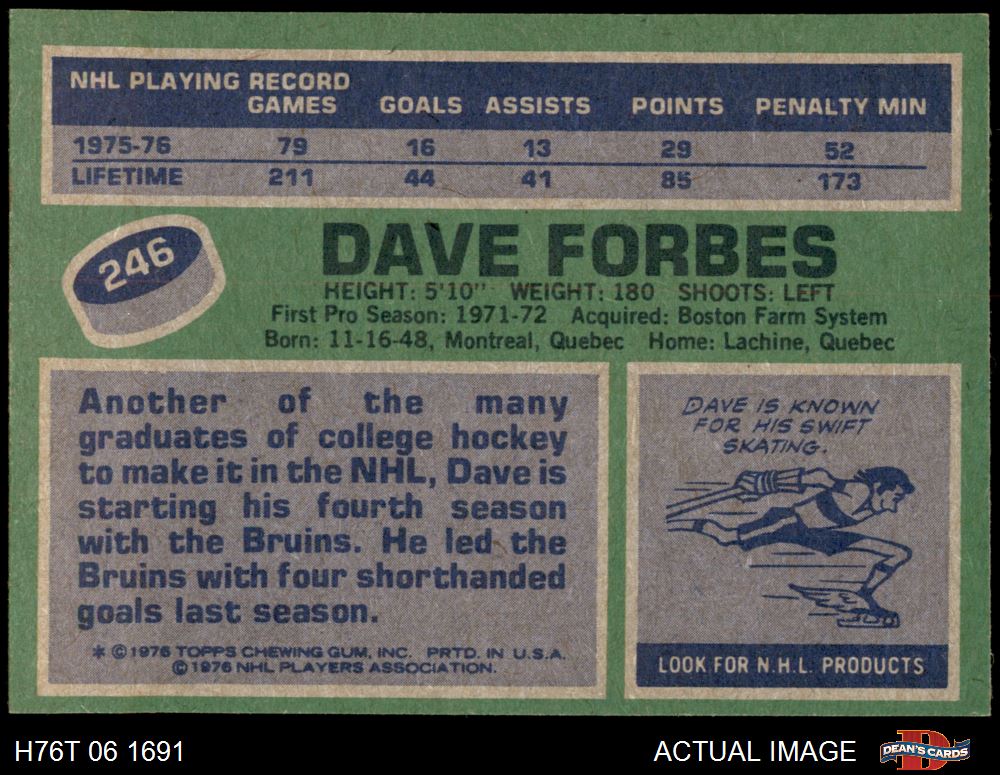 NHL PLAYING RECORD
GAMES GOALS ASSISTS POINTS PENALTY MIN
1975-76 79 16 13 29 52
LIFETIME 211 44 41 85 173
246
DAVE FORBES
HEIGHT: 5'10" WEIGHT: 180 SHOOTS: LEFT
First Pro Season: 1971-72 Acquired: Boston Farm System
Born: 11-16-48, Montreal, Quebec Home: Lachine, Quebec
Another of the many
graduates of college hockey
to make it in the NHL, Dave is
starting his fourth season
with the Bruins. He led the
Bruins with four shorthanded
goals last season.
* © 1976 TOPPS CHEWING GUM, INC. PRTD. IN U.S.A.
© 1976 NHL PLAYERS ASSOCIATION.
DAVE IS KNOWN
FOR HIS SWIFT
SKATING.
LOOK FOR N.H.L. PRODUCTS
H76T 06 1691
ACTUAL IMAGE
D
DEAN'S CARDS